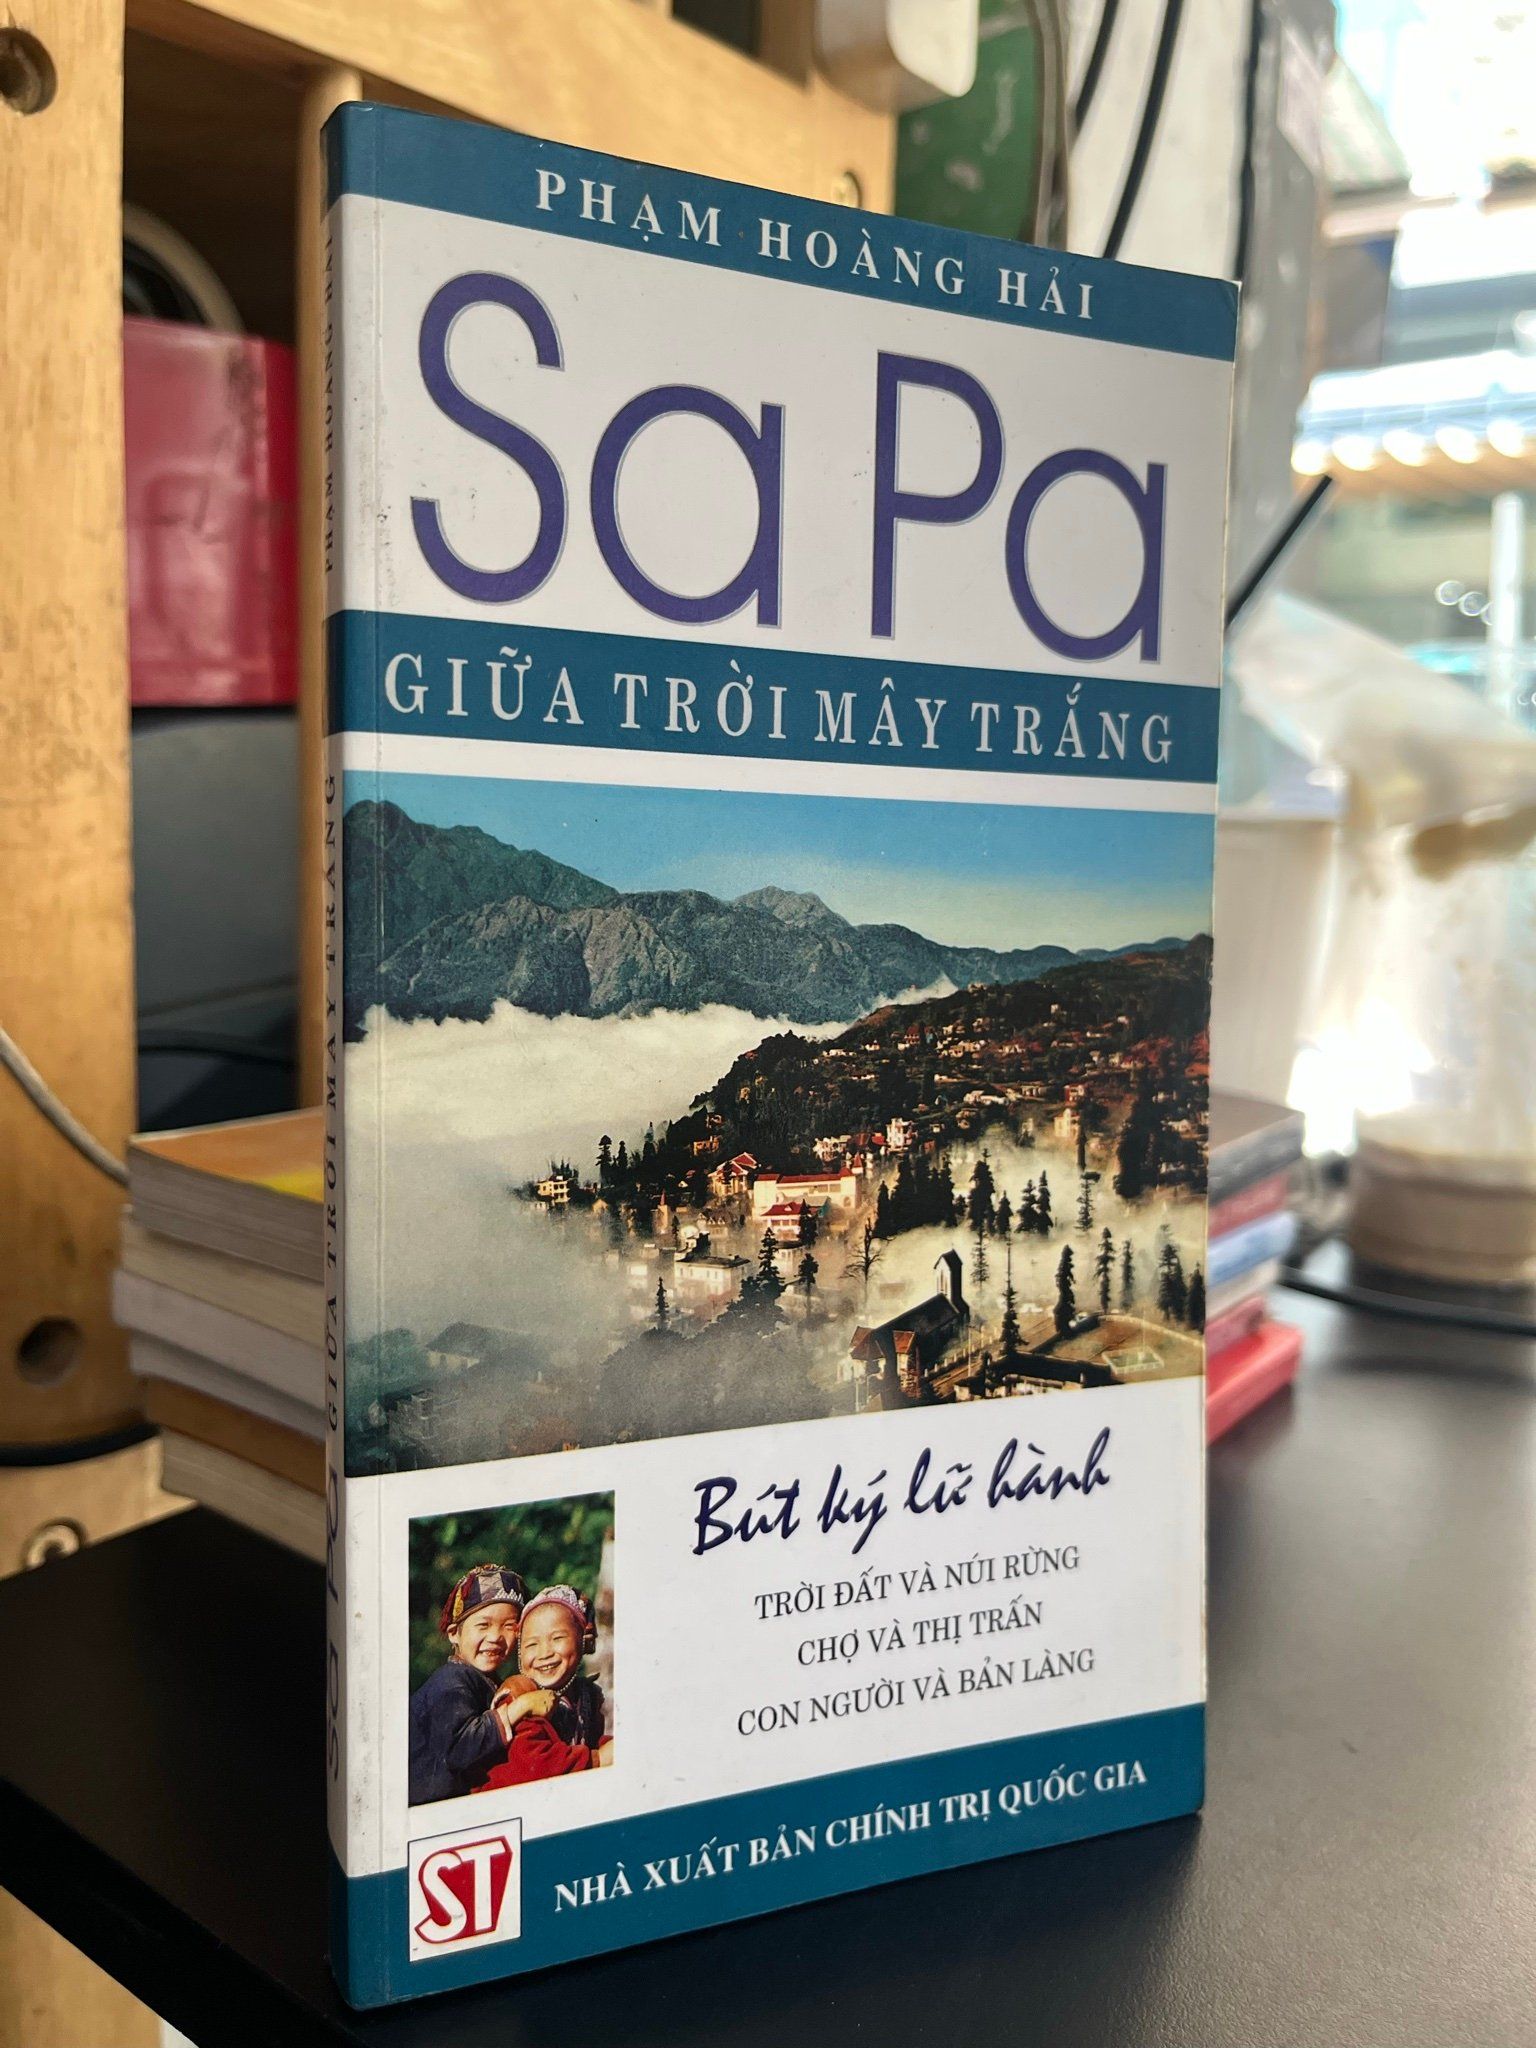 PHẠM HOÀNG HẢI
Sa Pa
GIỮA TRỜI MÂY TRẮNG
Bút ký lữ hành
TRỜI ĐẤT VÀ NÚI RỪNG
CHỢ VÀ THỊ TRẤN
CON NGƯỜI VÀ BẢN LÀNG
ST
NHÀ XUẤT BẢN CHÍNH TRỊ QUỐC GIA
PHẠM HOÀNG HẢI
Sa Pa GIỮA TRỜI MÂY TRẮNG